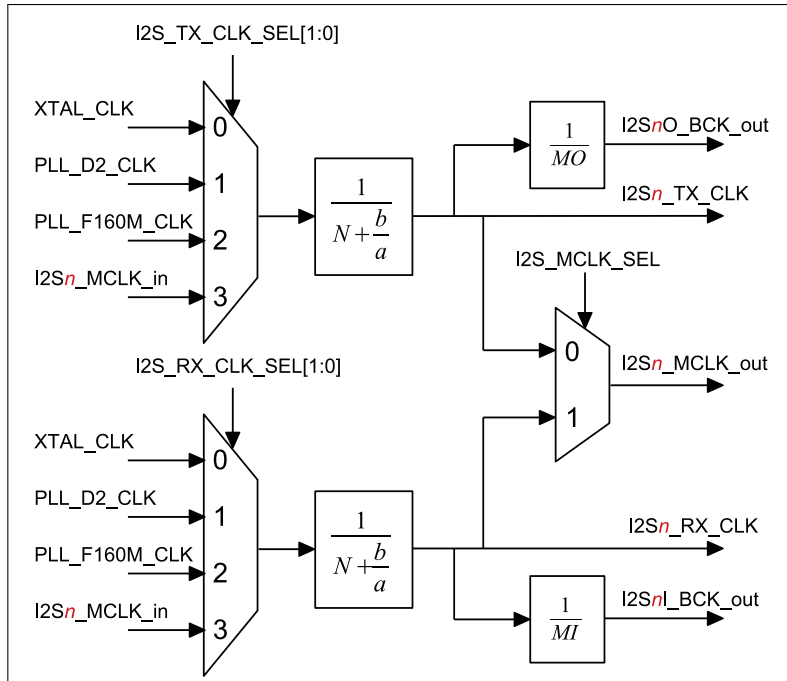 I2S_TX_CLK_SEL[1:0]
XTAL_CLK
0
PLL_D2_CLK
1
PLL_F160M_CLK
2
I2Sn_MCLK_in
3
1
N+b/a
1
MO
I2SnO_BCK_out
I2Sn_TX_CLK
I2S_MCLK_SEL
0
1
I2Sn_MCLK_out
I2S_RX_CLK_SEL[1:0]
XTAL_CLK
0
PLL_D2_CLK
1
PLL_F160M_CLK
2
I2Sn_MCLK_in
3
1
N+b/a
I2Sn_RX_CLK
1
MI
I2SnI_BCK_out